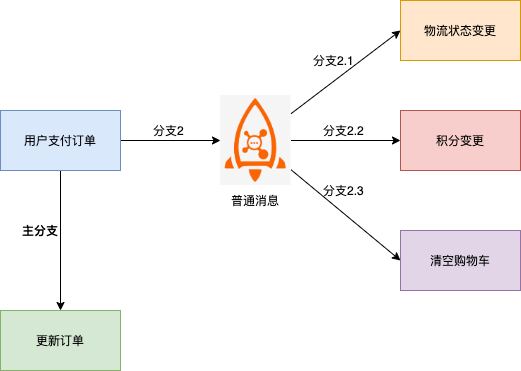 物流状态变更
分支2.1
用户支付订单
分支2
分支2.2
积分变更
普通消息
分支2.3
主分支
清空购物车
更新订单